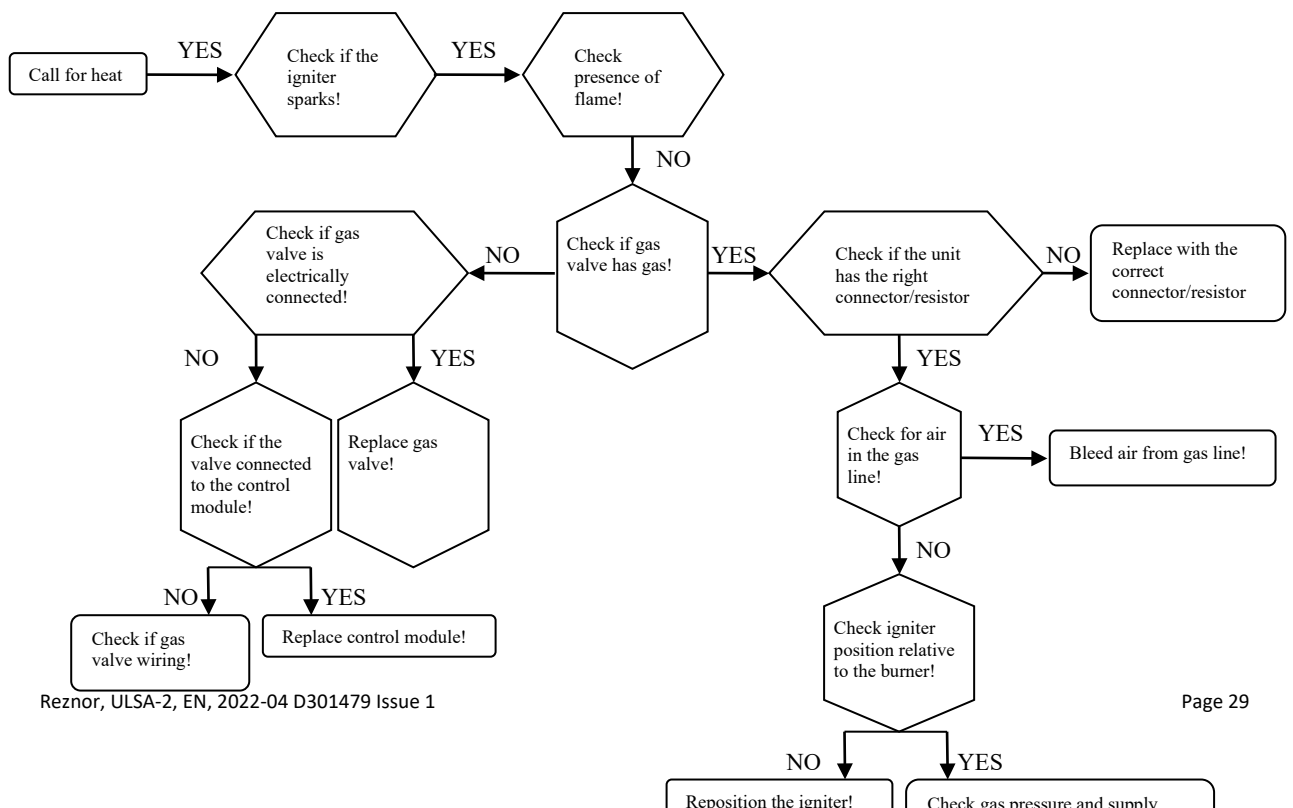 Call for heat
YES
Check if the
igniter
sparks!
YES
Check
presence of
flame!
NO
Check if gas
valve has gas!
NO
Check if gas
valve is
electrically
connected!
YES
Check if the unit
has the right
connector/resistor
NO
Replace with the
correct
connector/resistor
NO
YES
Check if the
valve connected
to the control
module!
Replace gas
valve!
NO
YES
Check if gas
valve wiring!
Replace control module!
YES
Check for air
in the gas
line!
YES
Bleed air from gas line!
NO
Check igniter
position relative
to the burner!
Reznor, ULSA-2, EN, 2022-04 D301479 Issue 1
Page 29
NO
YES
Reposition the igniter!
Check gas pressure and supply